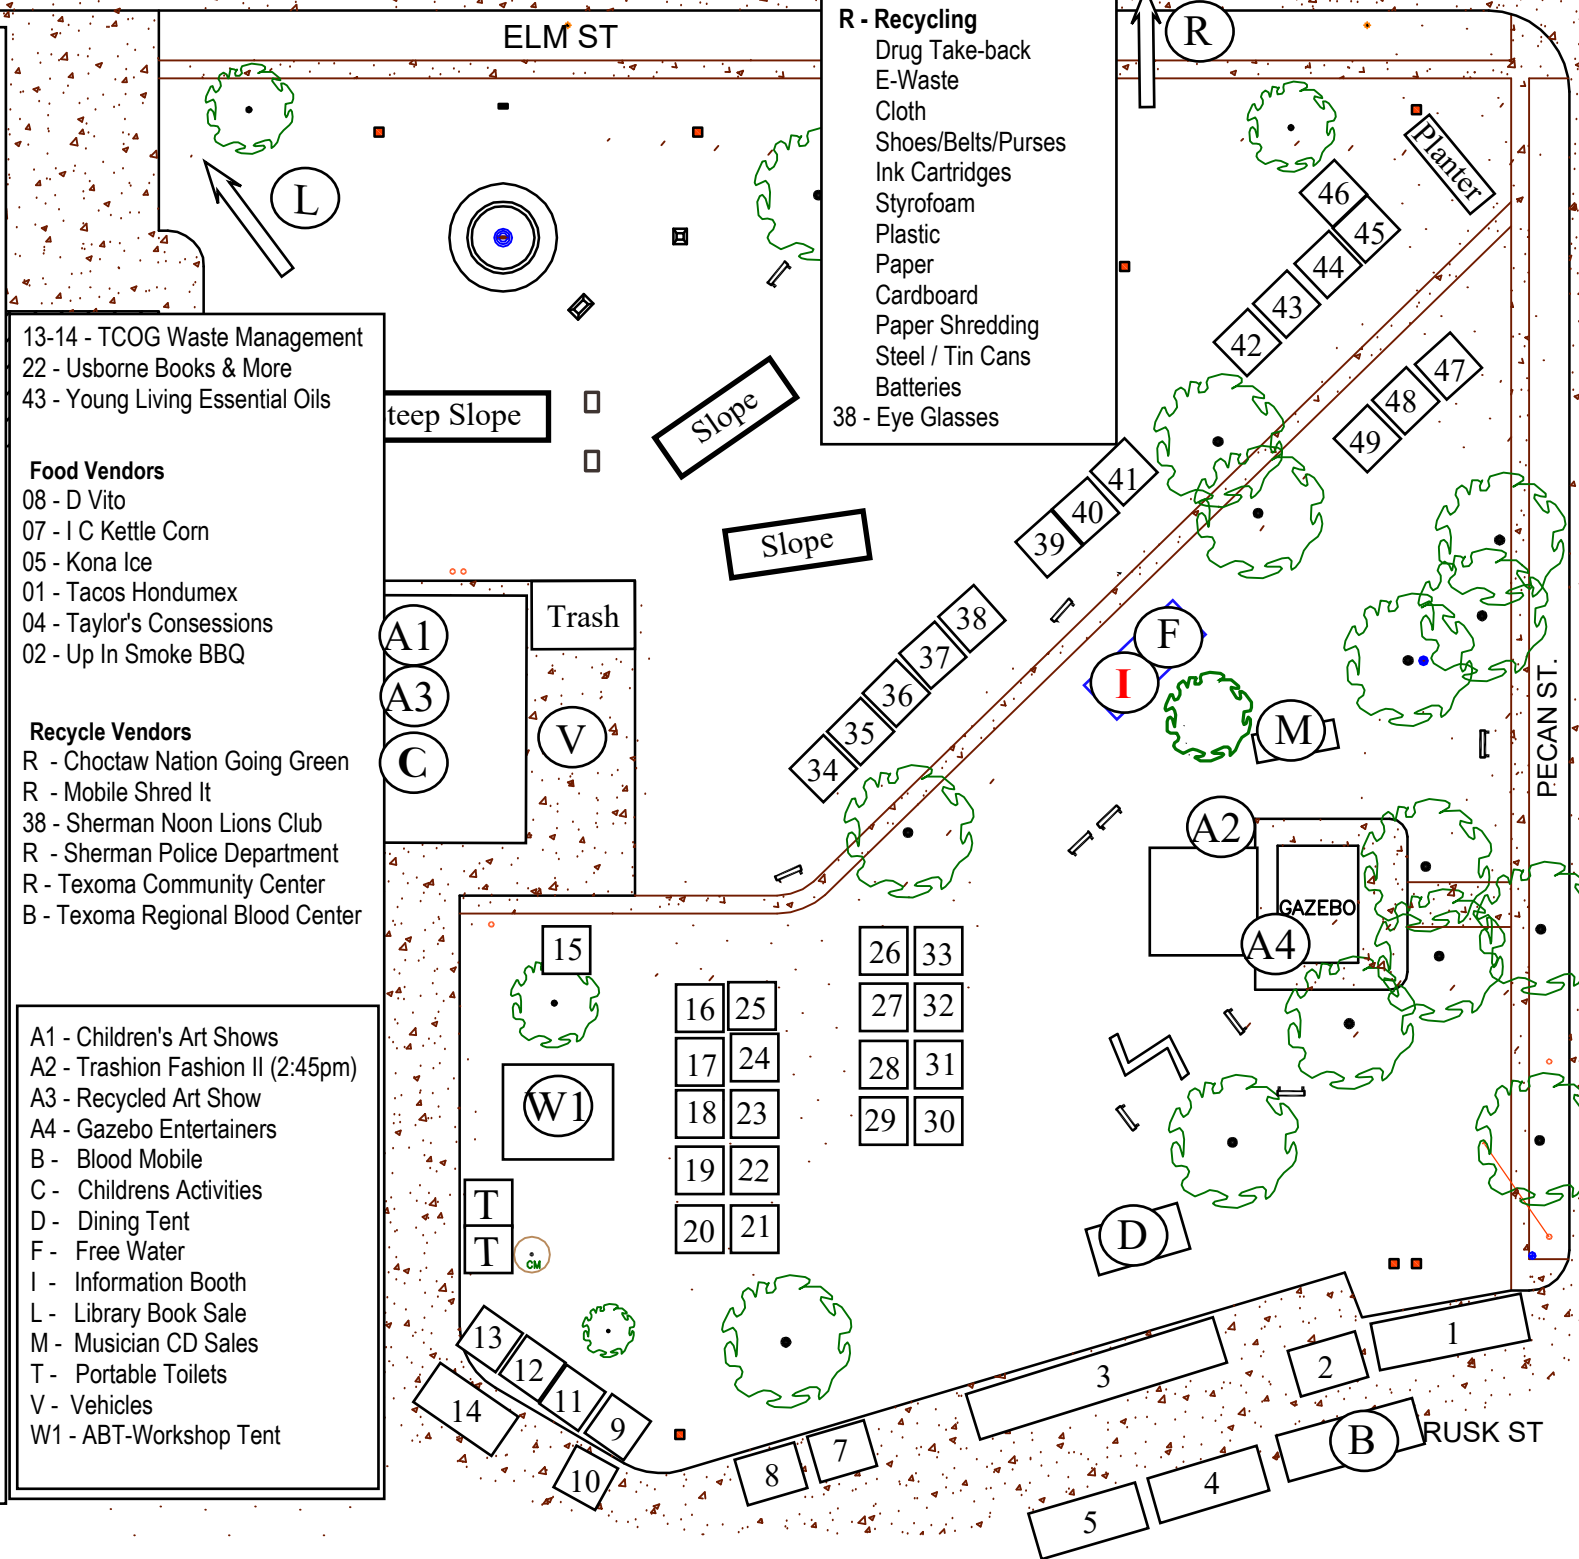 ELM ST
R - Recycling
Drug Take-back
E-Waste
Cloth
Shoes/Belts/Purses
Ink Cartridges
Styrofoam
Plastic
Paper
Cardboard
Paper Shredding
Steel / Tin Cans
Batteries
38 - Eye Glasses
R
L
Planter
46
45
44
43
42
47
48
49
13-14 - TCOG Waste Management
22 - Usborne Books & More
43 - Young Living Essential Oils
Food Vendors
08 - D Vito
07 - I C Kettle Corn
05 - Kona Ice
01 - Tacos Hondumex
04 - Taylor's Consessions
02 - Up In Smoke BBQ
Recycle Vendors
R - Choctaw Nation Going Green
R - Mobile Shred It
38 - Sherman Noon Lions Club
R - Sherman Police Department
R - Texoma Community Center
B - Texoma Regional Blood Center
A1 - Children's Art Shows
A2 - Trashion Fashion II (2:45pm)
A3 - Recycled Art Show
A4 - Gazebo Entertainers
B - Blood Mobile
C - Childrens Activities
D - Dining Tent
F - Free Water
I - Information Booth
L - Library Book Sale
M - Musician CD Sales
T - Portable Toilets
V - Vehicles
W1 - ABT-Workshop Tent
teep Slope
Slope
Slope
41
40
39
38
37
36
35
34
Trash
A1
A3
C
V
F
I
M
A2
GAZEBO
A4
PECAN ST.
15
16 25
17 24
18 23
19 22
20 21
26 33
27 32
28 31
29 30
W1
T
T
CM
D
13
12
11
9
14
10
8
7
3
2
1
B
4
5
RUSK ST